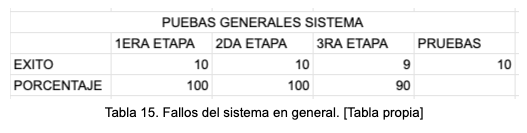 PUEBAS GENERALES SISTEMA
1ERA ETAPA 2DA ETAPA 3RA ETAPA PRUEBAS
EXITO 10 10 9 10
PORCENTAJE 100 100 90
Tabla 15. Fallos del sistema en general. [Tabla propia]